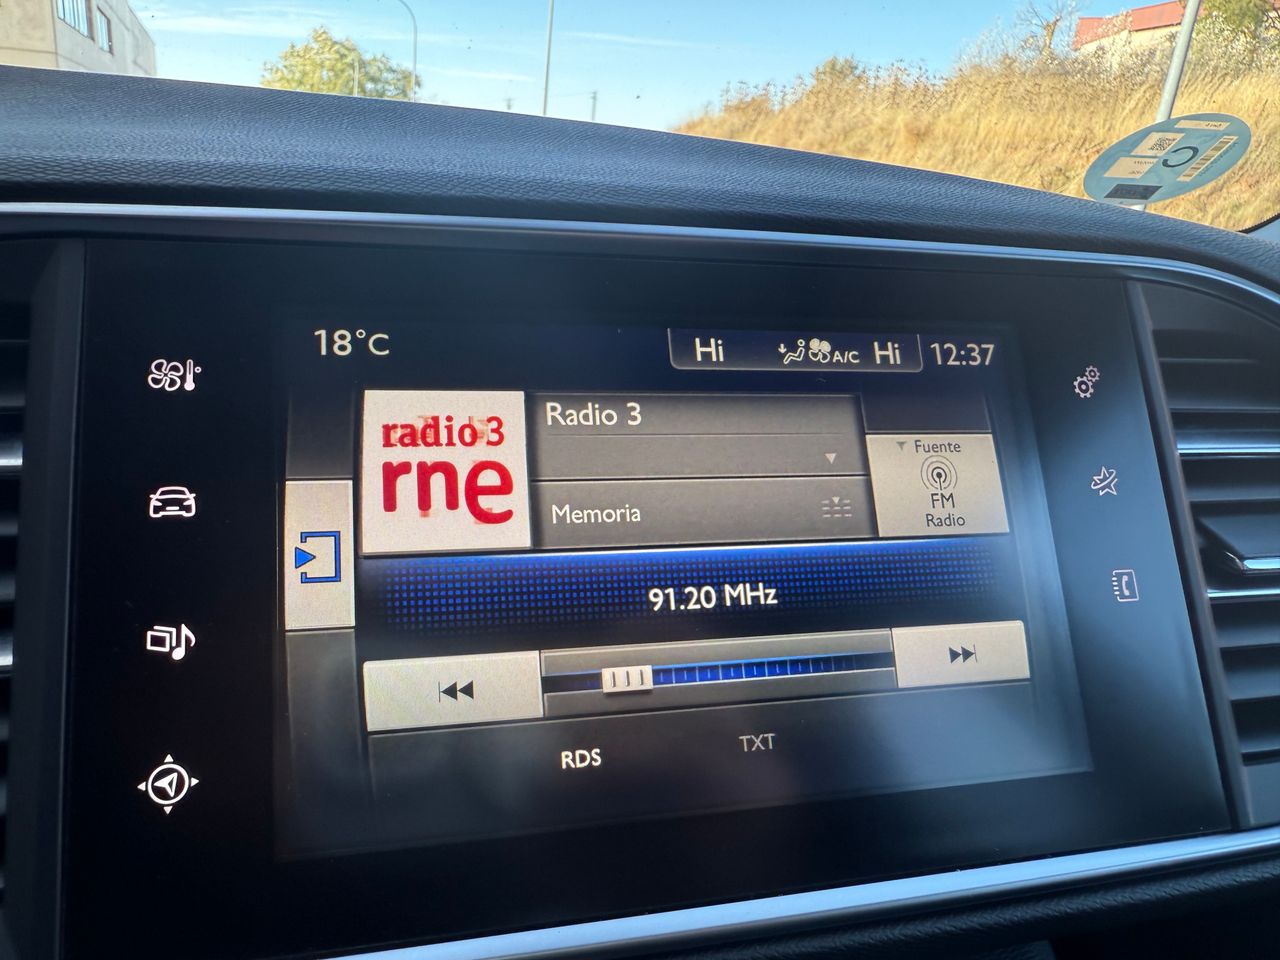 18°C
Hi
A/C
Hi
12:37
radio 3
rne
Radio 3
Memoria
Fuente
FM
Radio
91.20 MHz
RDS
TXT
C